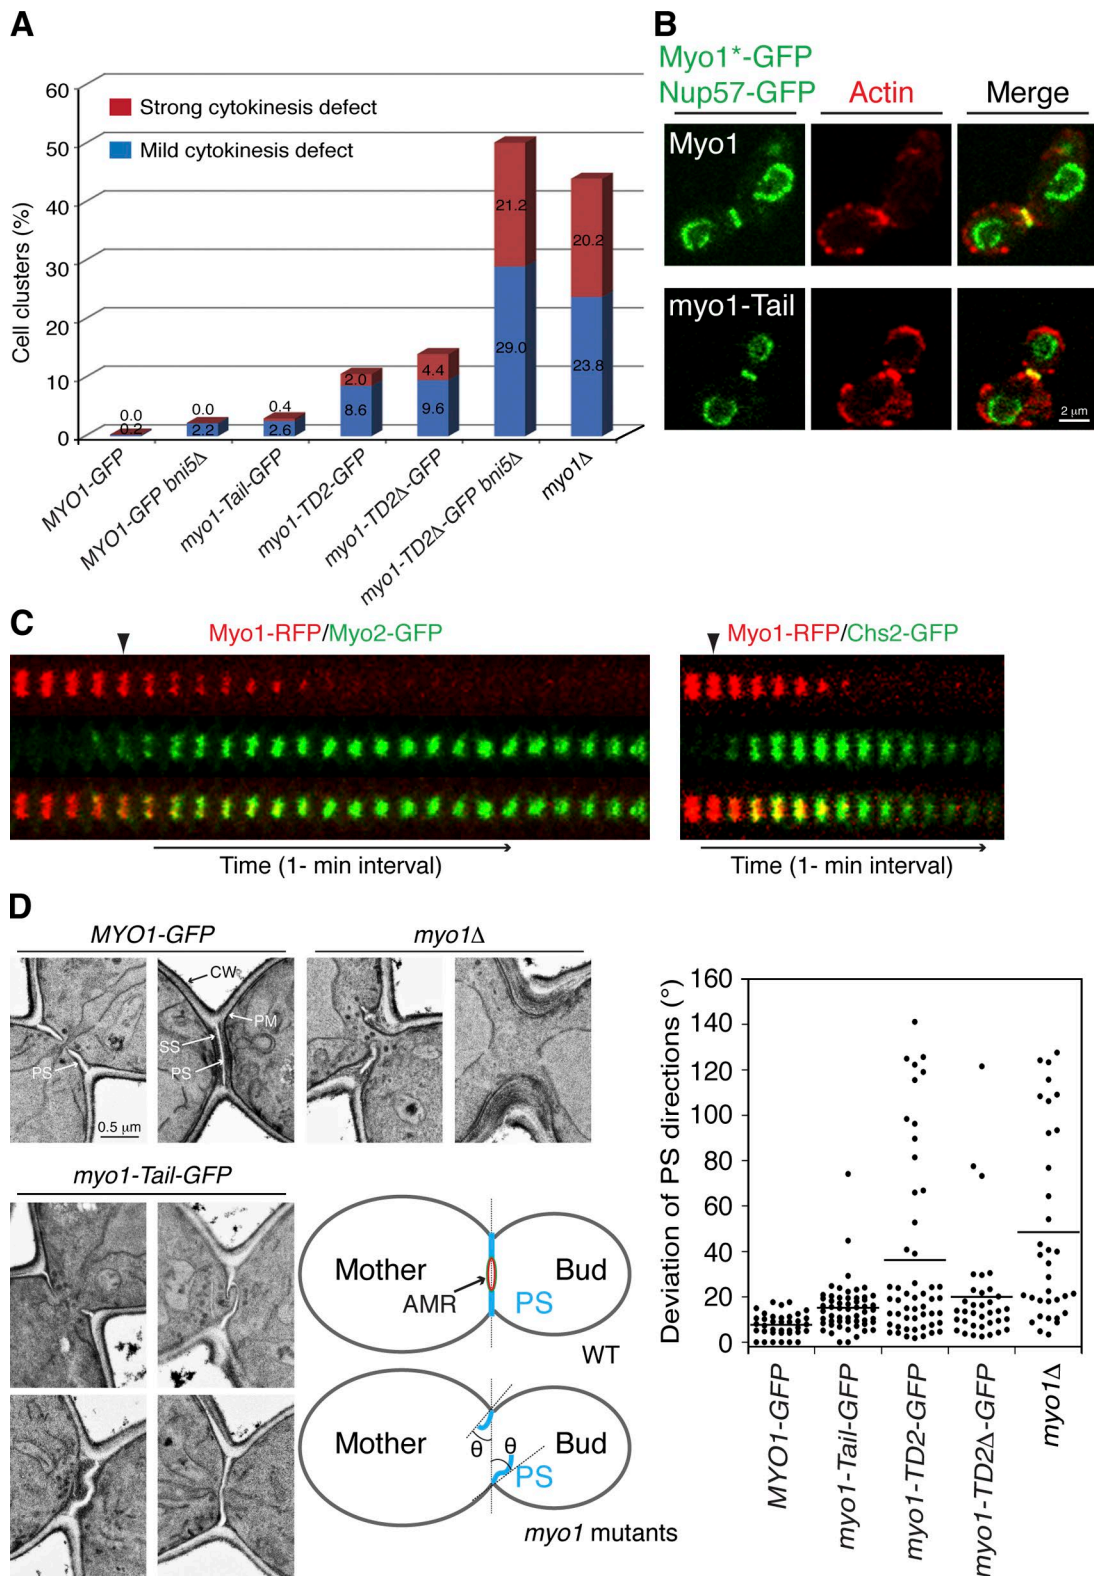 A
60
50
40
30
20
10
0
Cell clusters (%)
Strong cytokinesis defect
Mild cytokinesis defect
0.0
0.2
0.0
2.2
0.4
2.6
2.0
8.6
4.4
9.6
21.2
29.0
20.2
23.8
MYO1-GFP
MYO1-GFP bni5Δ
myo1-Tail-GFP
myo1-TD2-GFP
myo1-TD2Δ-GFP
myo1-TD2Δ-GFP bni5Δ
myo1Δ
B
Myo1*-GFP
Nup57-GFP Actin Merge
Myo1
myo1-Tail
2 μm
C
Myo1-RFP/Myo2-GFP
Time (1- min interval)
Myo1-RFP/Chs2-GFP
Time (1- min interval)
D
MYO1-GFP
myo1Δ
PS
0.5 μm
CW
PM
SS
PS
myo1-Tail-GFP
Mother Bud
AMR PS
WT
Mother Bud
θ θ
PS
myo1 mutants
Deviation of PS directions (°)
160
140
120
100
80
60
40
20
0
MYO1-GFP
myo1-Tail-GFP
myo1-TD2-GFP
myo1-TD2Δ-GFP
myo1Δ